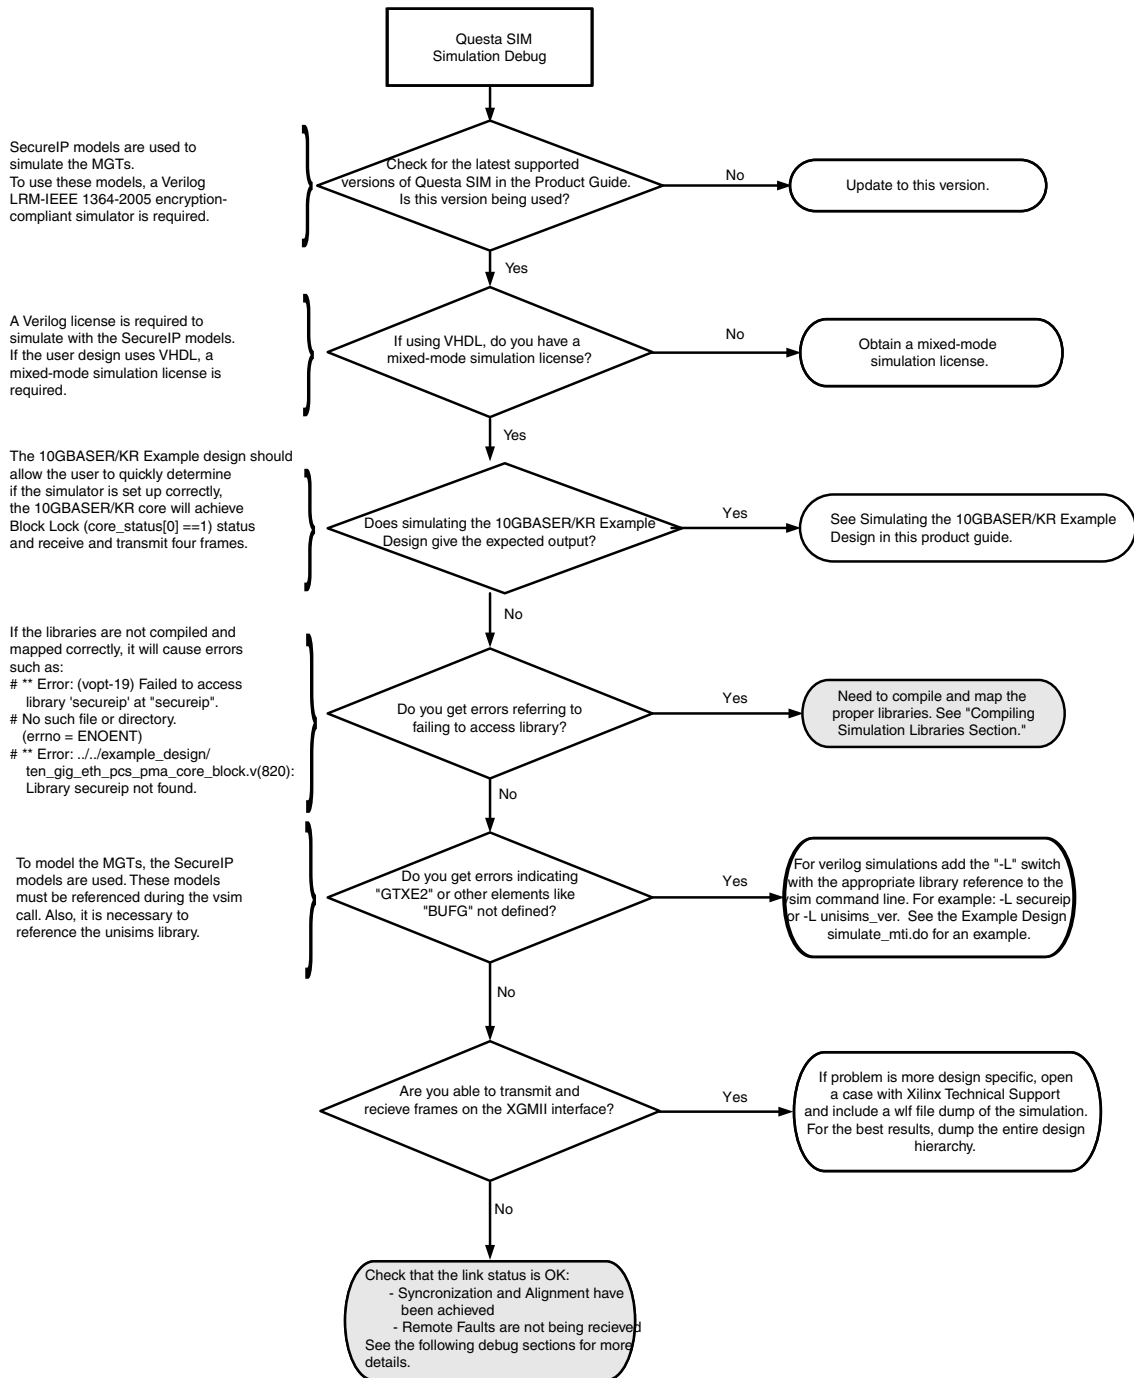 Questa SIM
Simulation Debug
SecureIP models are used to
simulate the MGTs.
To use these models, a Verilog
LRM-IEEE 1364-2005 encryption-
compliant simulator is required.
Check for the latest supported
versions of Questa SIM in the Product Guide.
Is this version being used?
No
Update to this version.
Yes
A Verilog license is required to
simulate with the SecureIP models.
If the user design uses VHDL, a
mixed-mode simulation license is
required.
If using VHDL, do you have a
mixed-mode simulation license?
No
Obtain a mixed-mode
simulation license.
Yes
The 10GBASER/KR Example design should
allow the user to quickly determine
if the simulator is set up correctly,
the 10GBASER/KR core will achieve
Block Lock (core_status[0] ==1) status
and receive and transmit four frames.
Does simulating the 10GBASER/KR Example
Design give the expected output?
Yes
See Simulating the 10GBASER/KR Example
Design in this product guide.
No
If the libraries are not compiled and
mapped correctly, it will cause errors
such as:
# ** Error: (vopt-19) Failed to access
library 'secureip' at "secureip".
# No such file or directory.
(errno = ENOENT)
# ** Error: ../../example_design/
ten_gig_eth_pcs_pma_core_block.v(820):
Library secureip not found.
Do you get errors referring to
failing to access library?
Yes
Need to compile and map the
proper libraries. See "Compiling
Simulation Libraries Section."
No
To model the MGTs, the SecureIP
models are used. These models
must be referenced during the vsim
call. Also, it is necessary to
reference the unisims library.
Do you get errors indicating
"GTXE2" or other elements like
"BUFG" not defined?
Yes
For verilog simulations add the "-L" switch
with the appropriate library reference to the
vsim command line. For example: -L secureip
or -L unisims_ver. See the Example Design
simulate_mti.do for an example.
No
Are you able to transmit and
recieve frames on the XGMII interface?
Yes
If problem is more design specific, open
a case with Xilinx Technical Support
and include a wlf file dump of the simulation.
For the best results, dump the entire design
hierarchy.
No
Check that the link status is OK:
- Syncronization and Alignment have
been achieved
- Remote Faults are not being recieved
See the following debug sections for more
details.